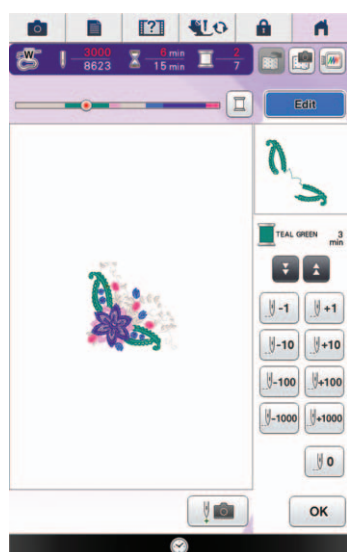 [?]
W 3000 6 min 2
8623 15 min 7
Edit
TEAL GREEN 3
min
-1 +1
-10 +10
-100 +100
-1000 +1000
0
OK